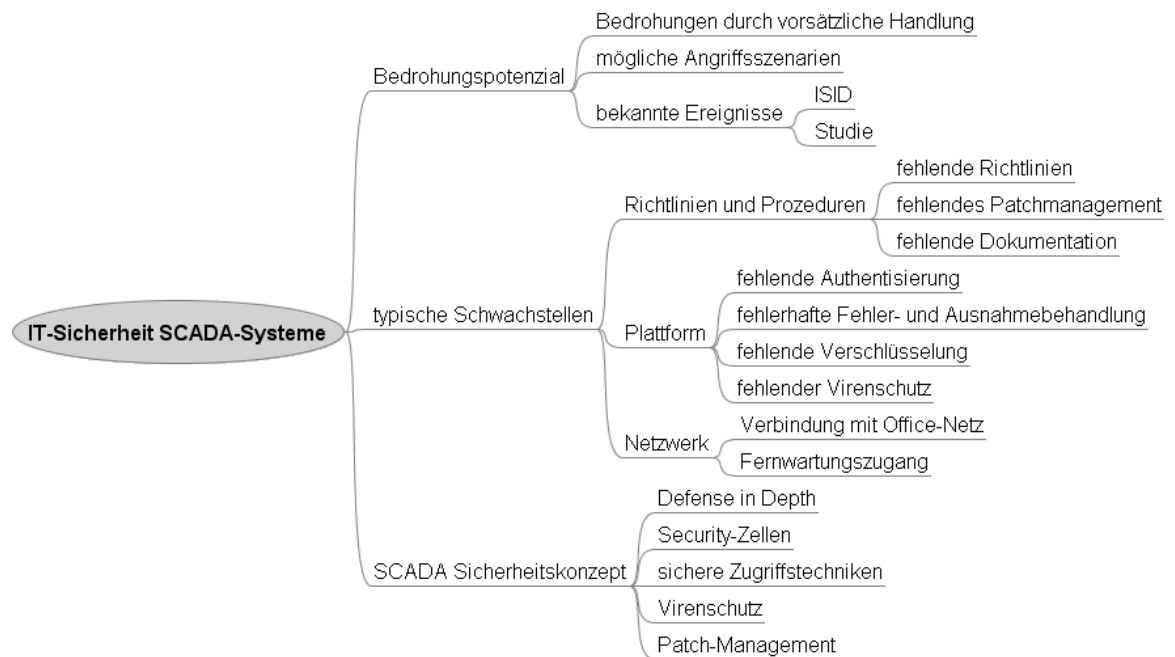 IT-Sicherheit SCADA-Systeme
Bedrohungspotenzial
Bedrohungen durch vorsätzliche Handlung
mögliche Angriffsszenarien
bekannte Ereignisse
ISID
Studie
typische Schwachstellen
Richtlinien und Prozeduren
fehlende Richtlinien
fehlendes Patchmanagement
fehlende Dokumentation
Plattform
fehlende Authentisierung
fehlerhafte Fehler- und Ausnahmebehandlung
fehlende Verschlüsselung
fehlender Virenschutz
Netzwerk
Verbindung mit Office-Netz
Fernwartungszugang
SCADA Sicherheitskonzept
Defense in Depth
Security-Zellen
sichere Zugriffstechniken
Virenschutz
Patch-Management